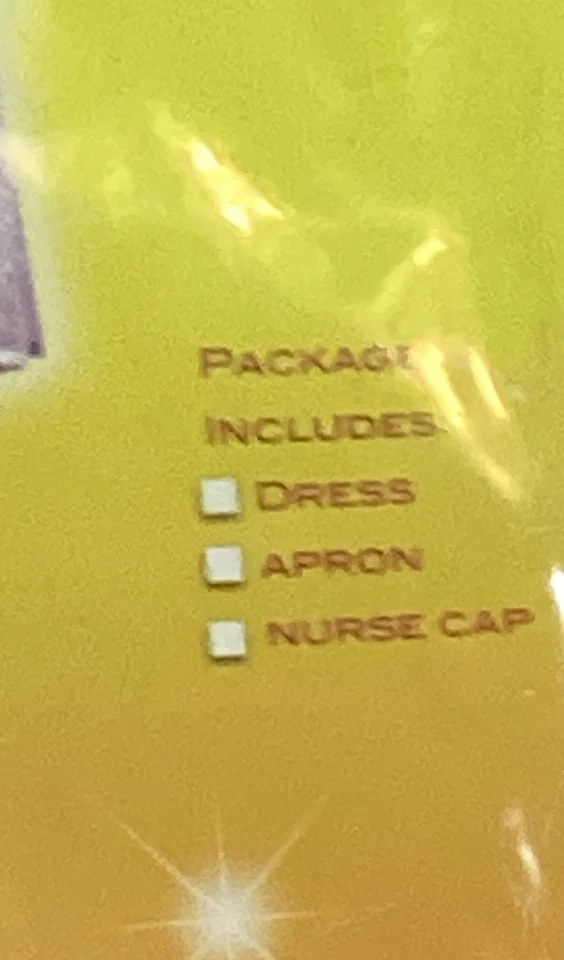 PACKAGE
INCLUDES
DRESS
APRON
NURSE CAP